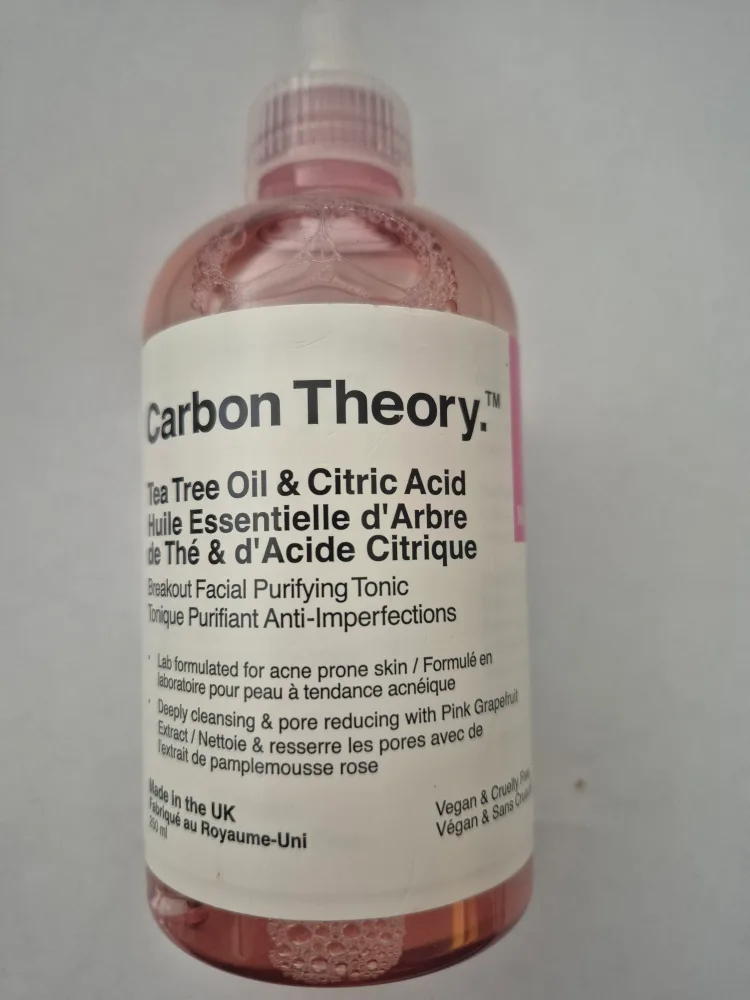 Carbon Theory.™
Tea Tree Oil & Citric Acid
Huile Essentielle d'Arbre
de Thé & d'Acide Citrique
Breakout Facial Purifying Tonic
Tonique Purifiant Anti-Imperfections
• Lab formulated for acne prone skin / Formulé en
laboratoire pour peau à tendance acnéique
• Deeply cleansing & pore reducing with Pink Grapefruit
Extract / Nettoie & resserre les pores avec de
l'extrait de pamplemousse rose
Made in the UK
Fabriqué au Royaume-Uni
250 ml
Vegan & Cruelty Free
Végan & Sans